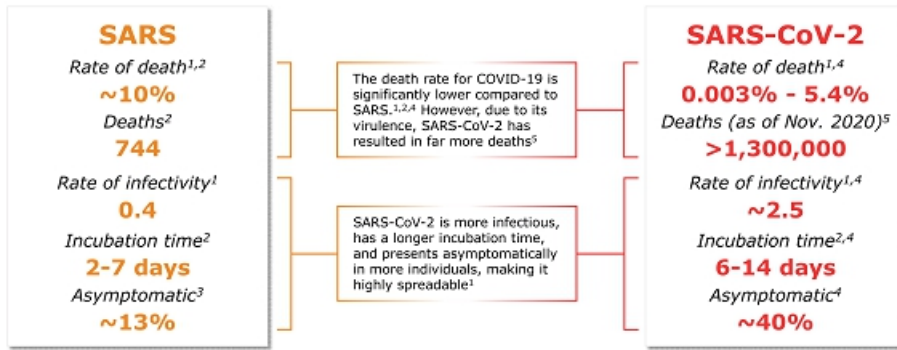 SARS
Rate of death1,2
~10%
Deaths2
744
Rate of infectivity1
0.4
Incubation time2
2-7 days
Asymptomatic3
~13%
The death rate for COVID-19 is
significantly lower compared to
SARS.1,2,4 However, due to its
virulence, SARS-CoV-2 has
resulted in far more deaths5
SARS-CoV-2 is more infectious,
has a longer incubation time,
and presents asymptomatically
in more individuals, making it
highly spreadable1
SARS-CoV-2
Rate of death1,4
0.003% - 5.4%
Deaths (as of Nov. 2020)5
>1,300,000
Rate of infectivity1,4
~2.5
Incubation time2,4
6-14 days
Asymptomatic4
~40%